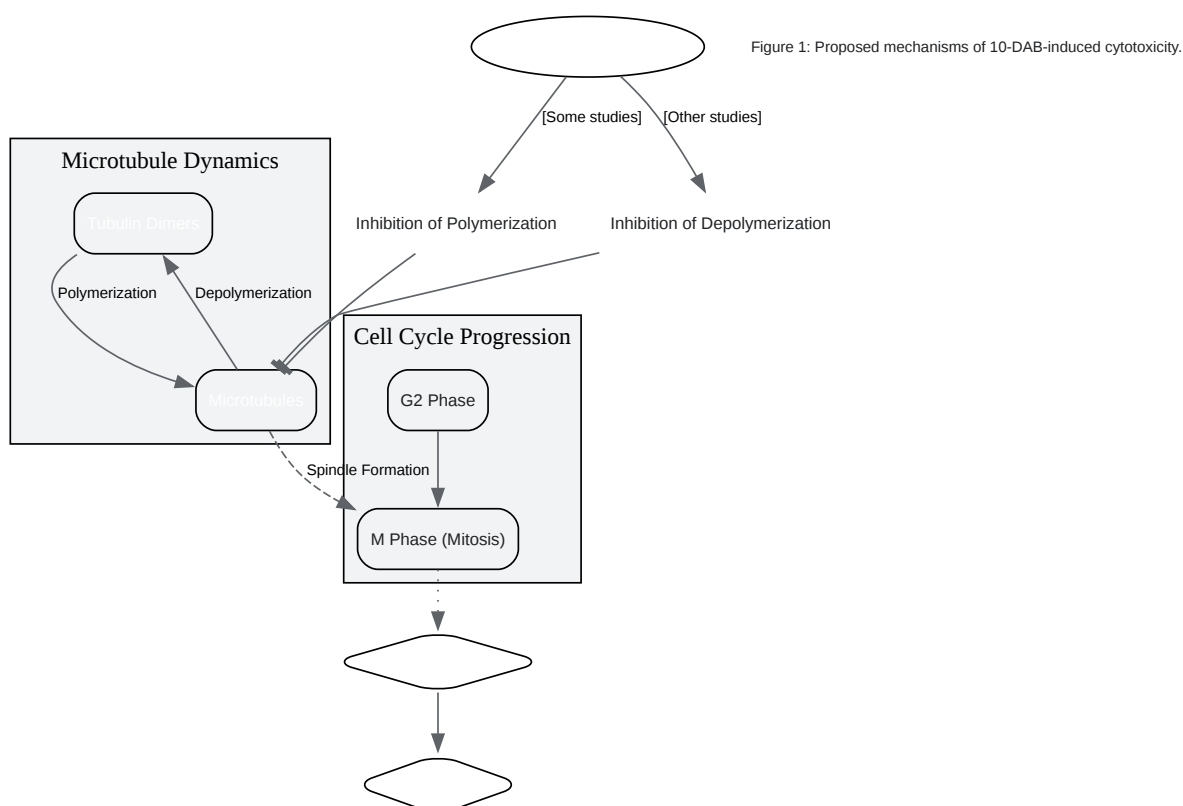 Figure 1: Proposed mechanisms of 10-DAB-induced cytotoxicity.
[Some studies]
[Other studies]
Microtubule Dynamics
Tubulin Dimers
Inhibition of Polymerization
Inhibition of Depolymerization
Polymerization
Depolymerization
Cell Cycle Progression
Microtubules
G2 Phase
Spindle Formation
M Phase (Mitosis)